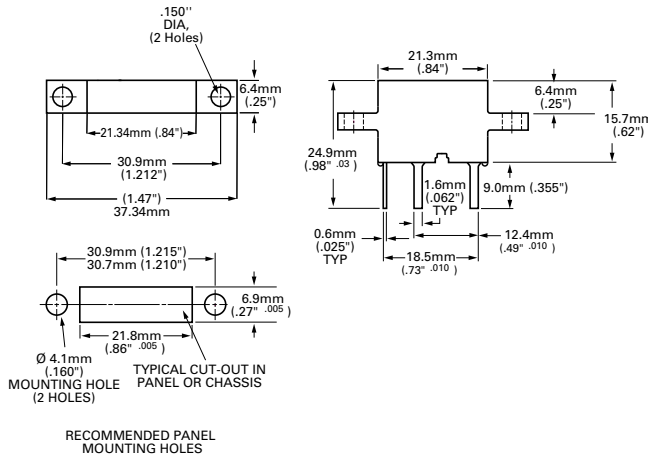 .150"
DIA,
(2 Holes)
6.4mm
(.25")
21.34mm (.84")
30.9mm
(1.212")
(1.47")
37.34mm
21.3mm
(.84")
6.4mm
(.25")
15.7mm
(.62")
24.9mm
(.98" .03)
1.6mm
(.062")
TYP
9.0mm (.355")
0.6mm
(.025")
TYP
12.4mm
(.49" .010)
18.5mm
(.73" .010)
30.9mm (1.215")
30.7mm (1.210")
6.9mm
(.27" .005)
21.8mm
(.86" .005)
Ø 4.1mm
(.160")
MOUNTING HOLE
(2 HOLES)
TYPICAL CUT-OUT IN
PANEL OR CHASSIS
RECOMMENDED PANEL
MOUNTING HOLES